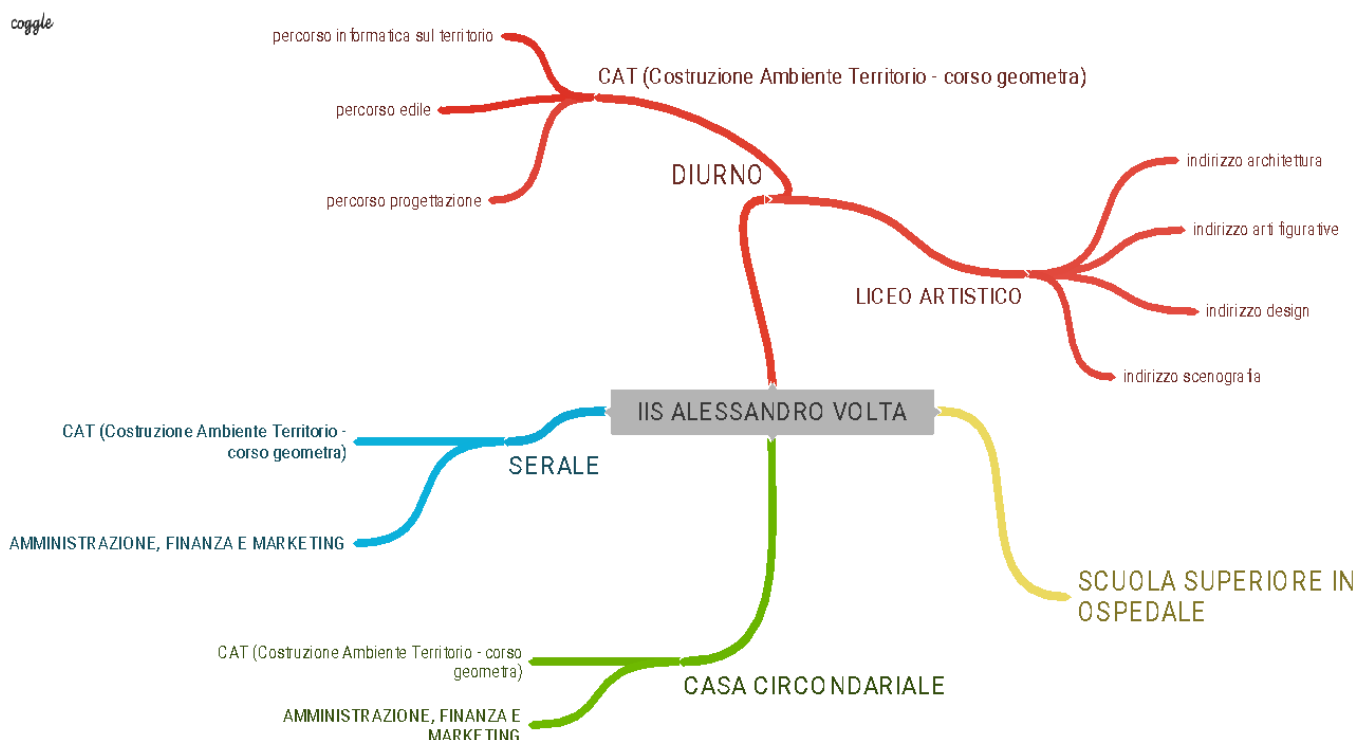 coggle
percorso informatica sul territorio
CAT (Costruzione Ambiente Territorio - corso geometra)
percorso edile
percorso progettazione
DIURNO
indirizzo architettura
indirizzo arti figurative
LICEO ARTISTICO
indirizzo design
indirizzo scenografia
IIS ALESSANDRO VOLTA
CAT (Costruzione Ambiente Territorio -
corso geometra)
SERALE
AMMINISTRAZIONE, FINANZA E MARKETING
SCUOLA SUPERIORE IN
OSPEDALE
CAT (Costruzione Ambiente Territorio - corso
geometra)
CASA CIRCONDARIALE
AMMINISTRAZIONE, FINANZA E
MARKETING